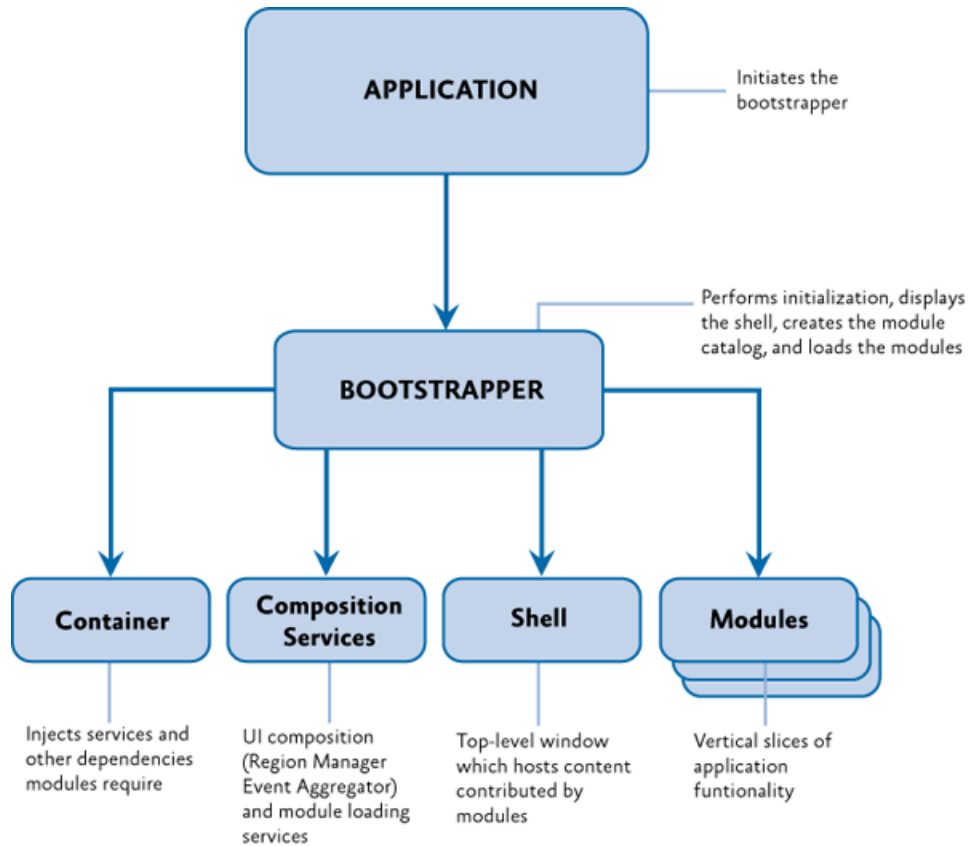 APPLICATION
Initiates the
bootstrapper
Performs initialization, displays
the shell, creates the module
catalog, and loads the modules
BOOTSTRAPPER
Container
Composition
Services
Shell
Modules
Injects services and
other dependencies
modules require
UI composition
(Region Manager
Event Aggregator)
and module loading
services
Top-level window
which hosts content
contributed by
modules
Vertical slices of
application
funtionality